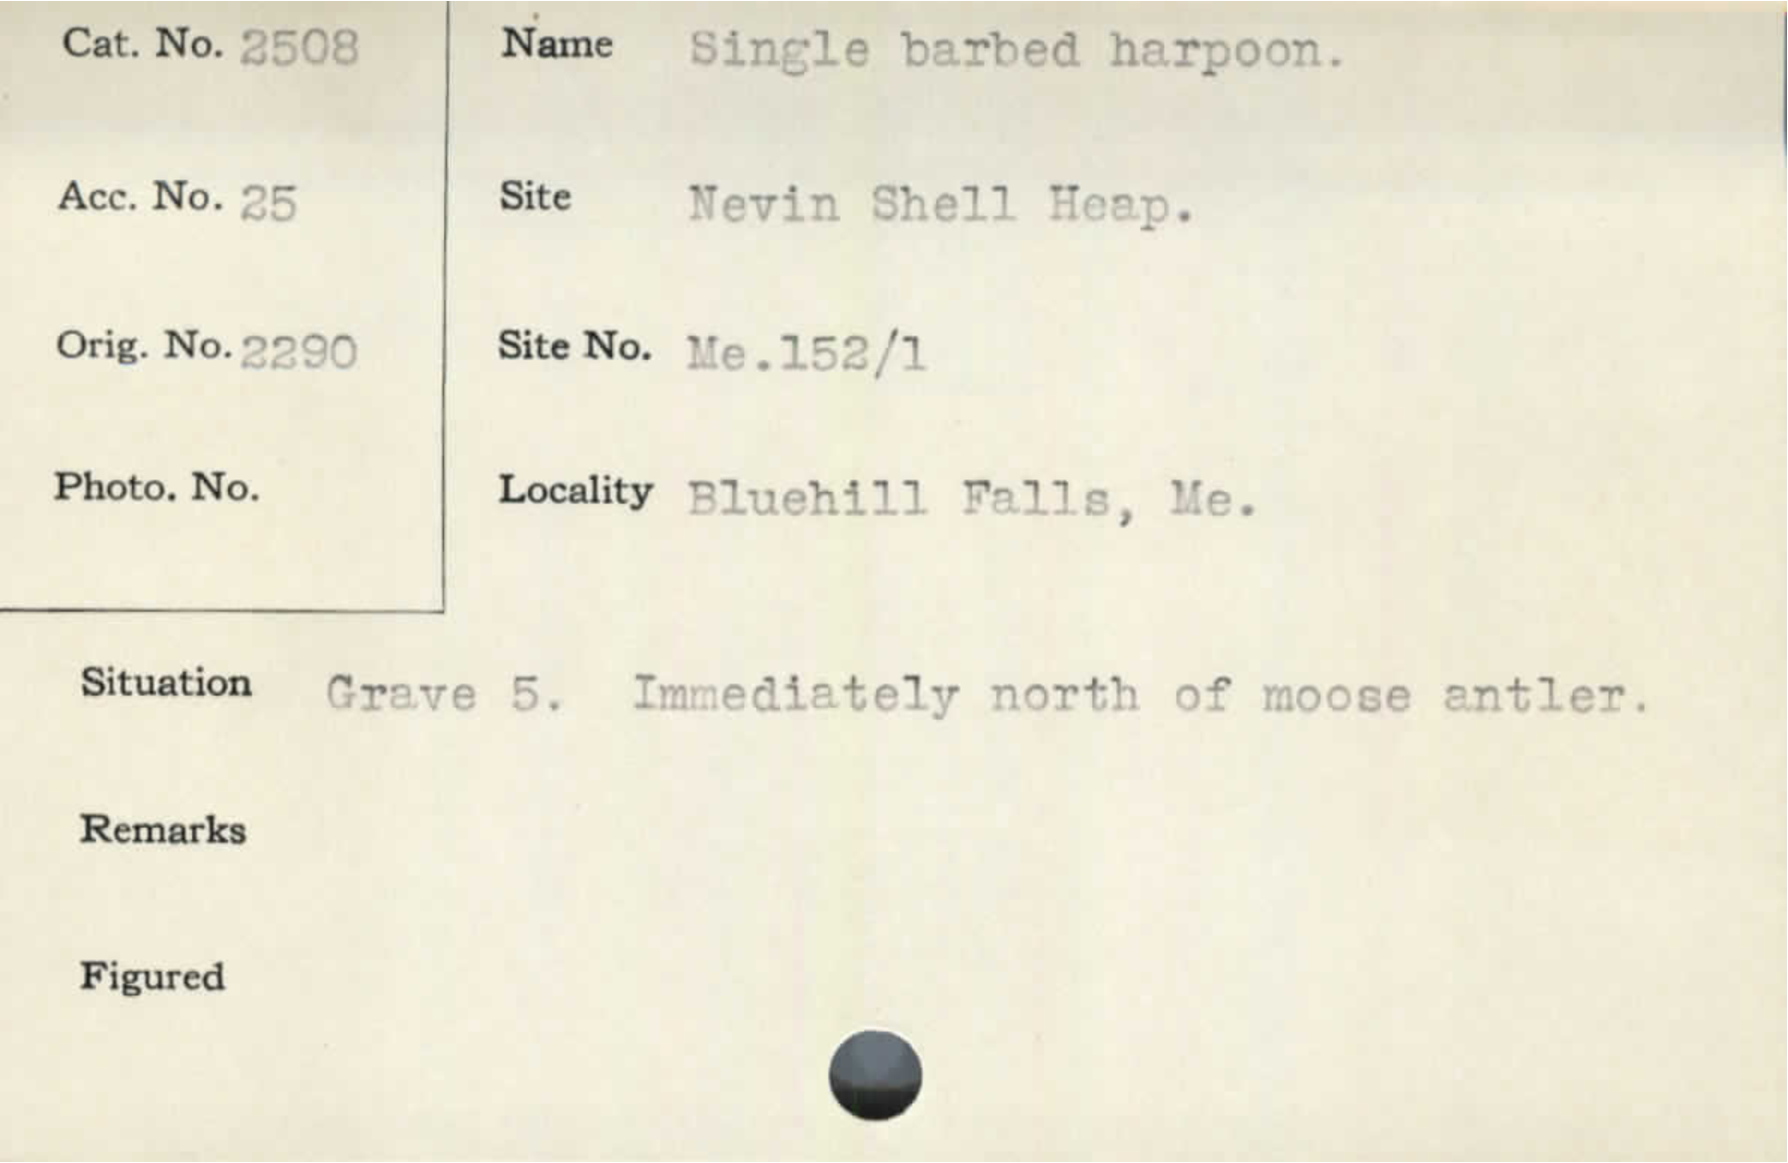 Cat. No. 2508
Acc. No. 25
Orig. No. 2290
Photo. No.
Name Single barbed harpoon.
Site Nevin Shell Heap.
Site No. Me.152/1
Locality Bluehill Falls, Me.
Situation Grave 5. Immediately north of moose antler.
Remarks
Figured